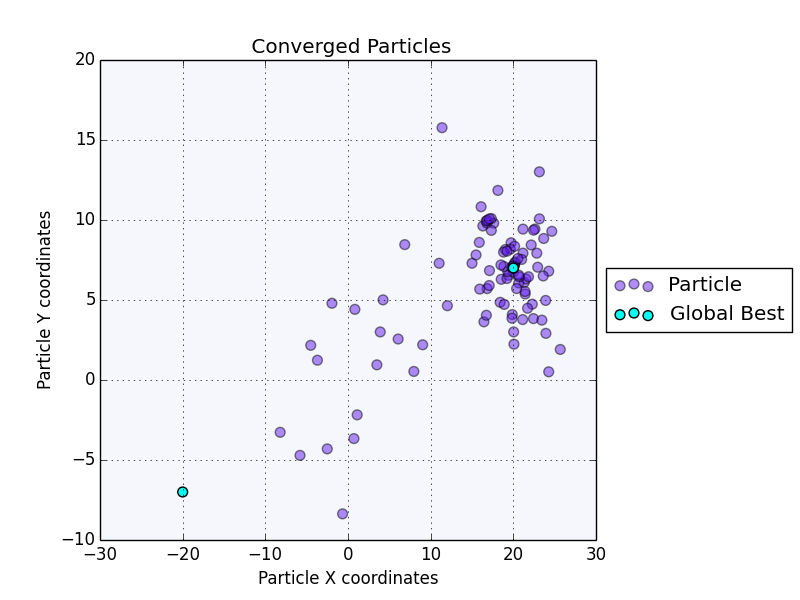 Converged Particles
20
15
10
5
0
−5
−10
−30
−20
−10
0
10
20
30
Particle X coordinates
Particle Y coordinates
Particle
Global Best